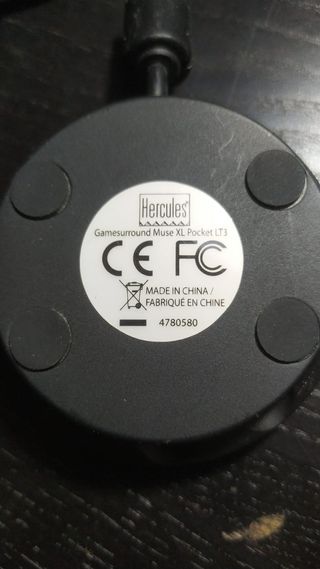 Hercules®
Gamesurround Muse XL Pocket LT3
CE FC
MADE IN CHINA /
FABRIQUÉ EN CHINE
4780580